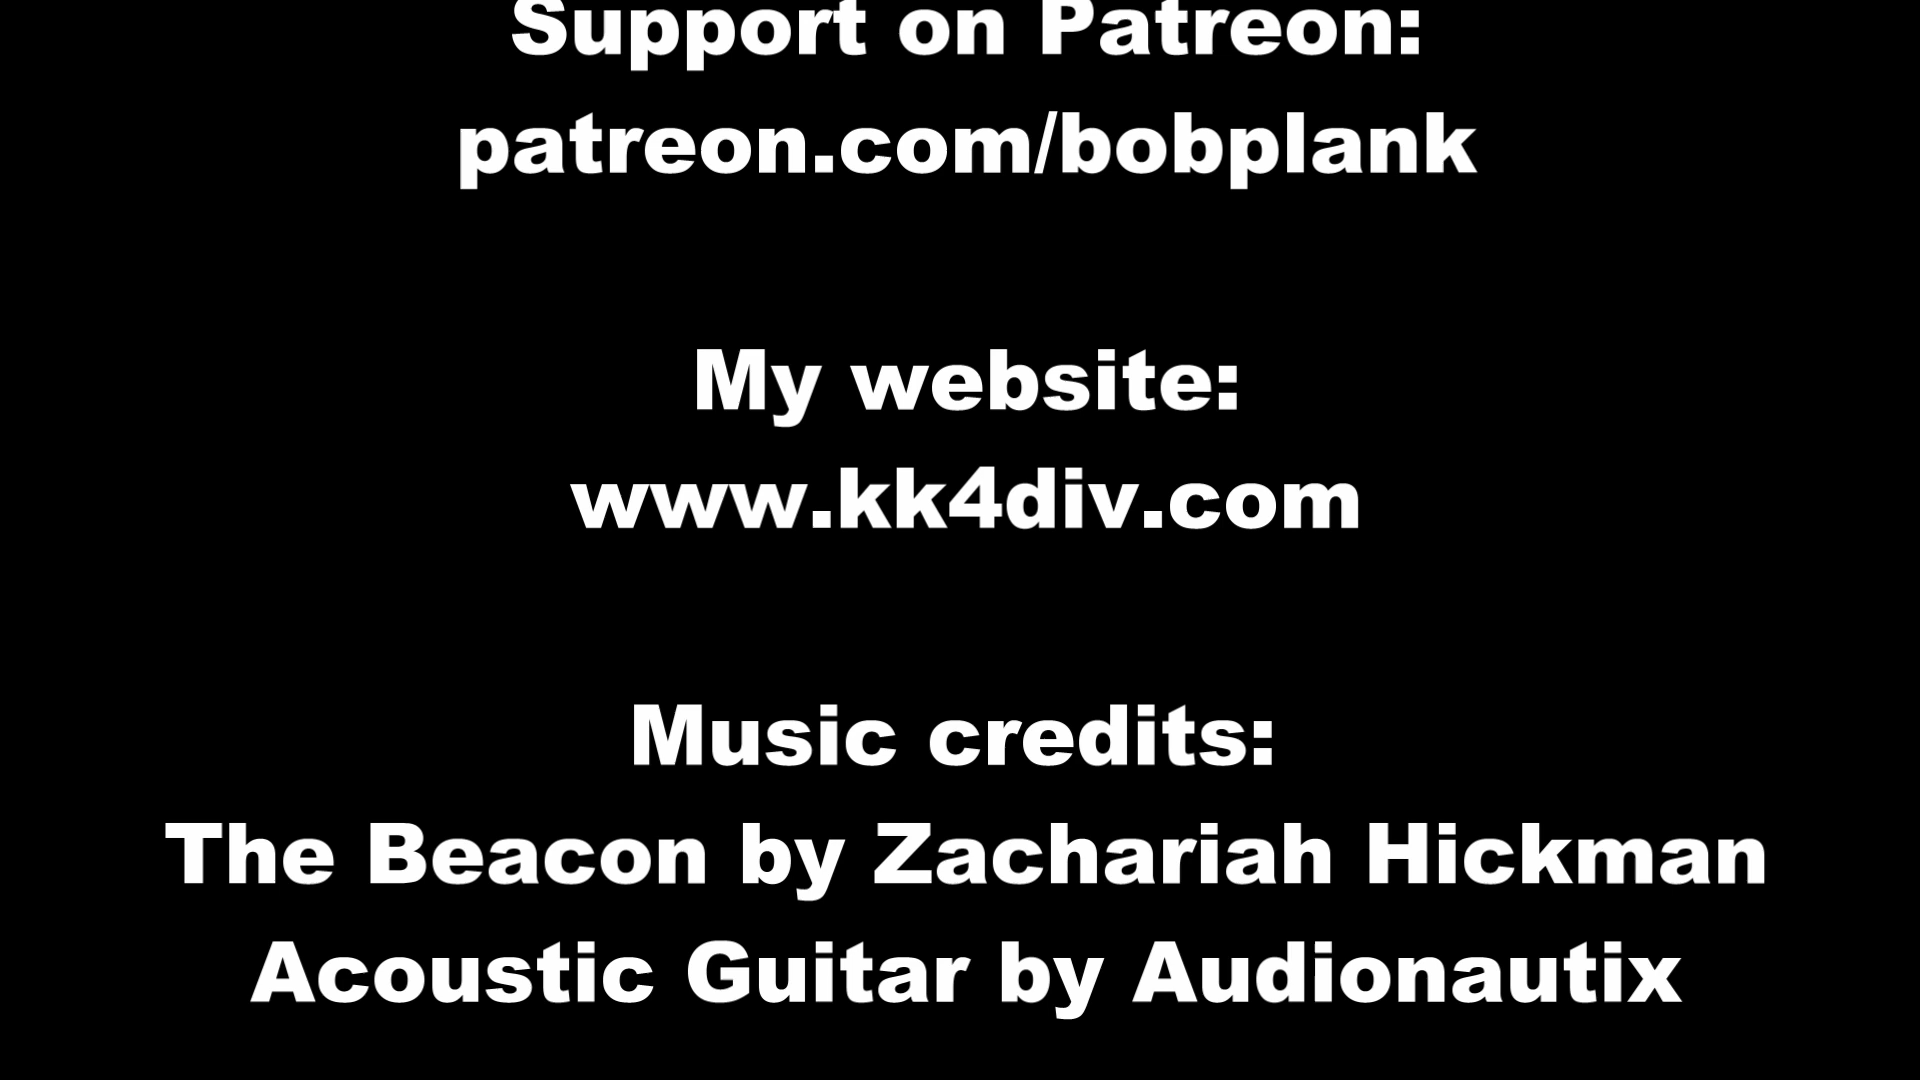 Support on Patreon:
patreon.com/bobplank
My website:
www.kk4div.com
Music credits:
The Beacon by Zachariah Hickman
Acoustic Guitar by Audionautix